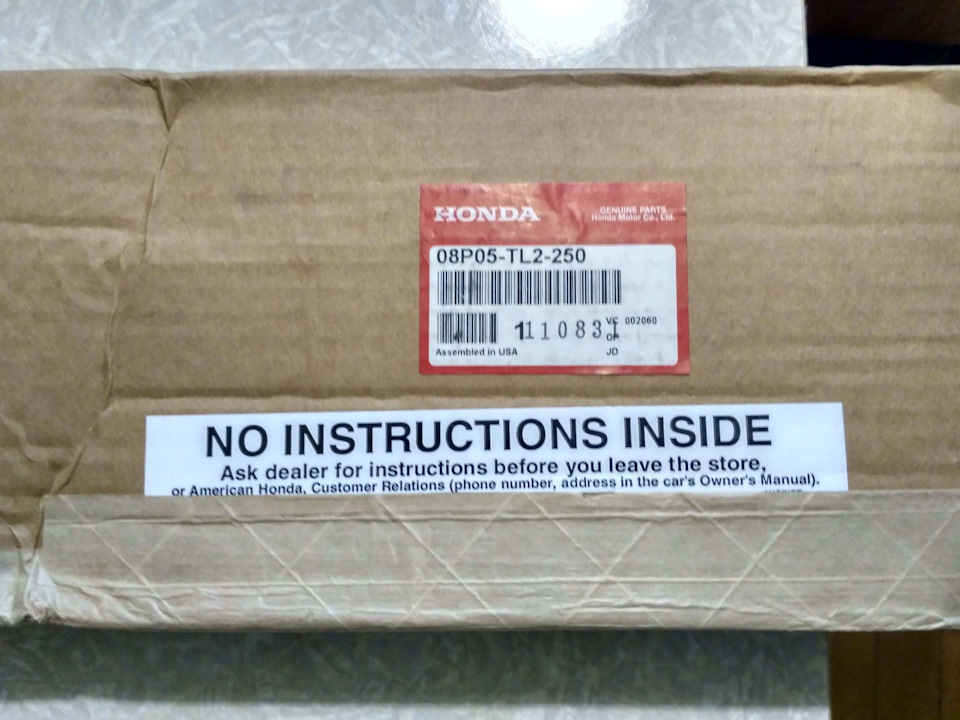 HONDA
GENUINE PARTS
Honda Motor Co., Ltd.
08P05-TL2-250
1110831
VC 002060
OP
Assembled in USA
JD
NO INSTRUCTIONS INSIDE
Ask dealer for instructions before you leave the store,
or American Honda, Customer Relations (phone number, address in the car's Owner's Manual).